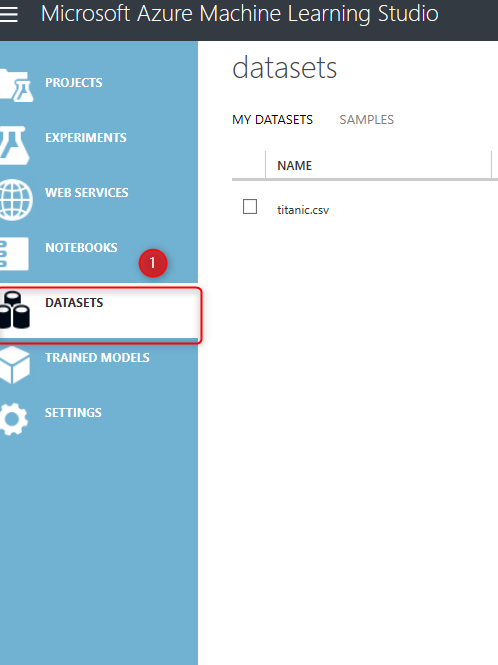 Microsoft Azure Machine Learning Studio
PROJECTS
EXPERIMENTS
WEB SERVICES
NOTEBOOKS
1
DATASETS
TRAINED MODELS
SETTINGS
datasets
MY DATASETS SAMPLES
NAME
titanic.csv